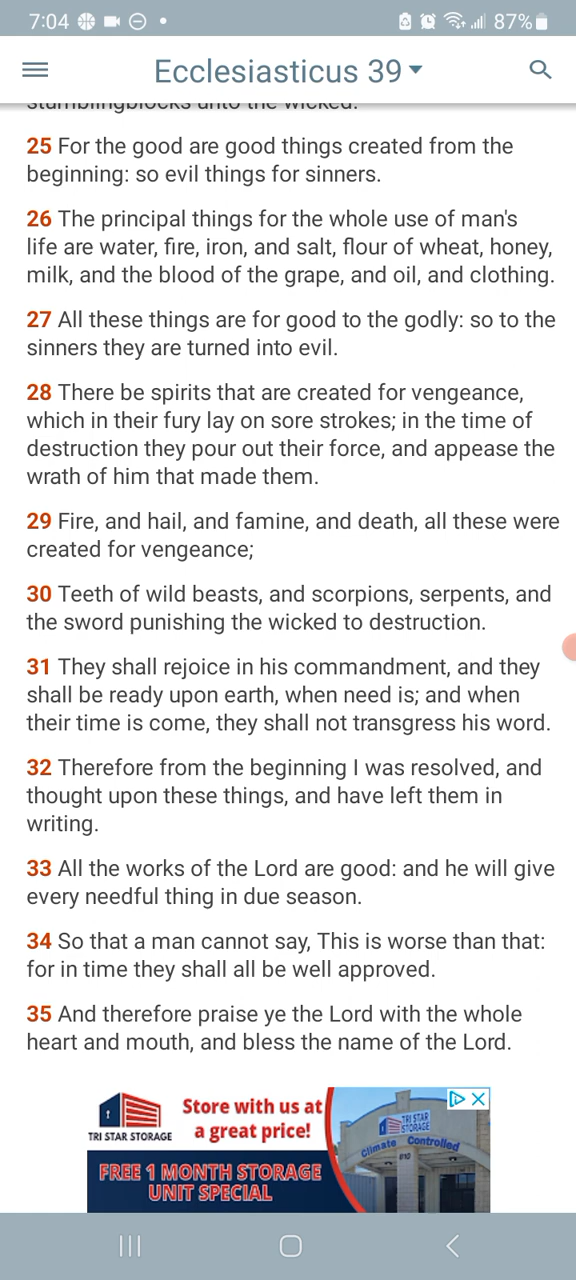 7:04
87%
Ecclesiasticus 39
stumblingblocks unto the wicked.
25 For the good are good things created from the
beginning: so evil things for sinners.
26 The principal things for the whole use of man's
life are water, fire, iron, and salt, flour of wheat, honey,
milk, and the blood of the grape, and oil, and clothing.
27 All these things are for good to the godly: so to the
sinners they are turned into evil.
28 There be spirits that are created for vengeance,
which in their fury lay on sore strokes; in the time of
destruction they pour out their force, and appease the
wrath of him that made them.
29 Fire, and hail, and famine, and death, all these were
created for vengeance;
30 Teeth of wild beasts, and scorpions, serpents, and
the sword punishing the wicked to destruction.
31 They shall rejoice in his commandment, and they
shall be ready upon earth, when need is; and when
their time is come, they shall not transgress his word.
32 Therefore from the beginning I was resolved, and
thought upon these things, and have left them in
writing.
33 All the works of the Lord are good: and he will give
every needful thing in due season.
34 So that a man cannot say, This is worse than that:
for in time they shall all be well approved.
35 And therefore praise ye the Lord with the whole
heart and mouth, and bless the name of the Lord.
TRI STAR STORAGE
Store with us at
a great price!
FREE 1 MONTH STORAGE
UNIT SPECIAL
TRI STAR
STORAGE
Climate Controlled